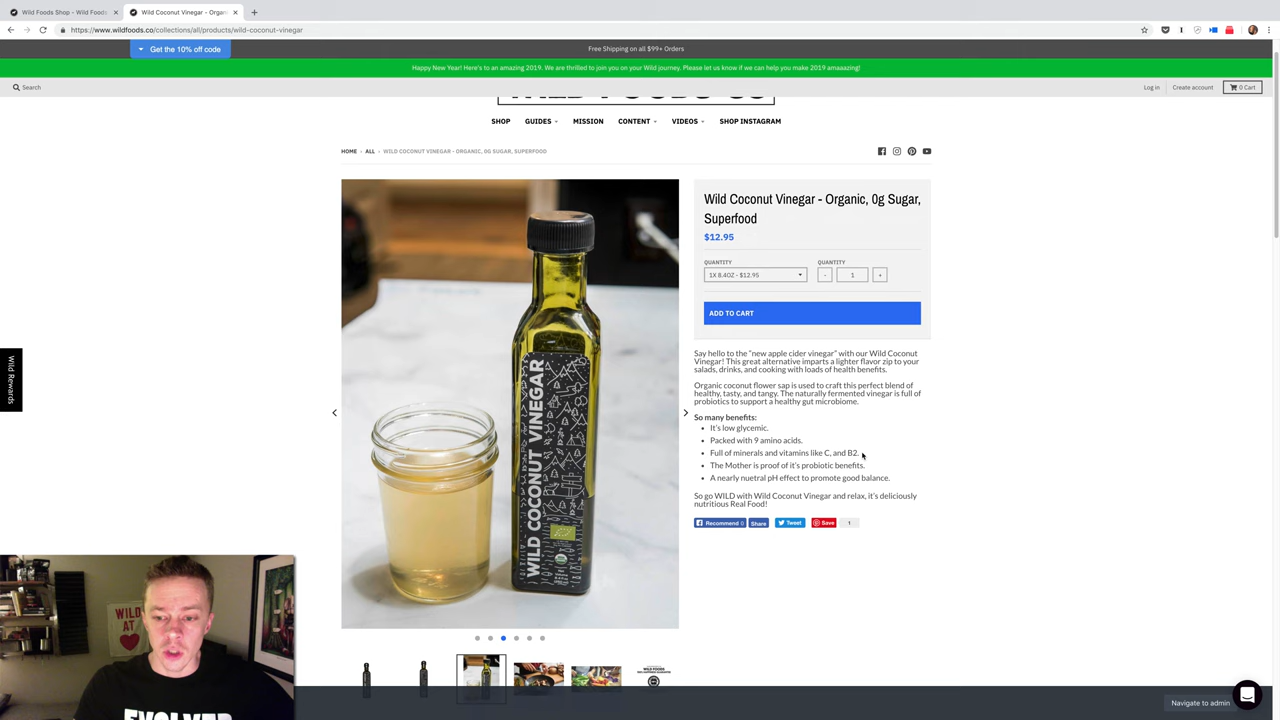 Wild Foods Shop - Wild Foods
Wild Coconut Vinegar - Organ
https://www.wildfoods.co/collections/all/products/wild-coconut-vinegar
Get the 10% off code
Free Shipping on all $99+ Orders
Happy New Year! Here's to an amazing 2019. We are thrilled to join you on your Wild journey. Please let us know if we can help you make 2019 amaaazing!
Search
Log in
Create account
0 Cart
WILD FOODS CO
SHOP
GUIDES
MISSION
CONTENT
VIDEOS
SHOP INSTAGRAM
HOME
ALL
WILD COCONUT VINEGAR - ORGANIC, 0G SUGAR, SUPERFOOD
WILD COCONUT VINEGAR
Wild Coconut Vinegar - Organic, 0g Sugar,
Superfood
$12.95
QUANTITY
QUANTITY
1X 8.4OZ - $12.95
-
1
+
ADD TO CART
Say hello to the "new apple cider vinegar" with our Wild Coconut
Vinegar! This great alternative imparts a lighter flavor zip to your
salads, drinks, and cooking with loads of health benefits.
Organic coconut flower sap is used to craft this perfect blend of
healthy, tasty, and tangy. The naturally fermented vinegar is full of
probiotics to support a healthy gut microbiome.
So many benefits:
It's low glycemic.
Packed with 9 amino acids.
Full of minerals and vitamins like C, and B2.
The Mother is proof of it's probiotic benefits.
A nearly nuetral pH effect to promote good balance.
So go WILD with Wild Coconut Vinegar and relax, it's deliciously
nutritious Real Food!
Recommend 0
Share
Tweet
Save
1
Wild Rewards
WILD
AT
EVOLVED
WILD FOODS
Navigate to admin